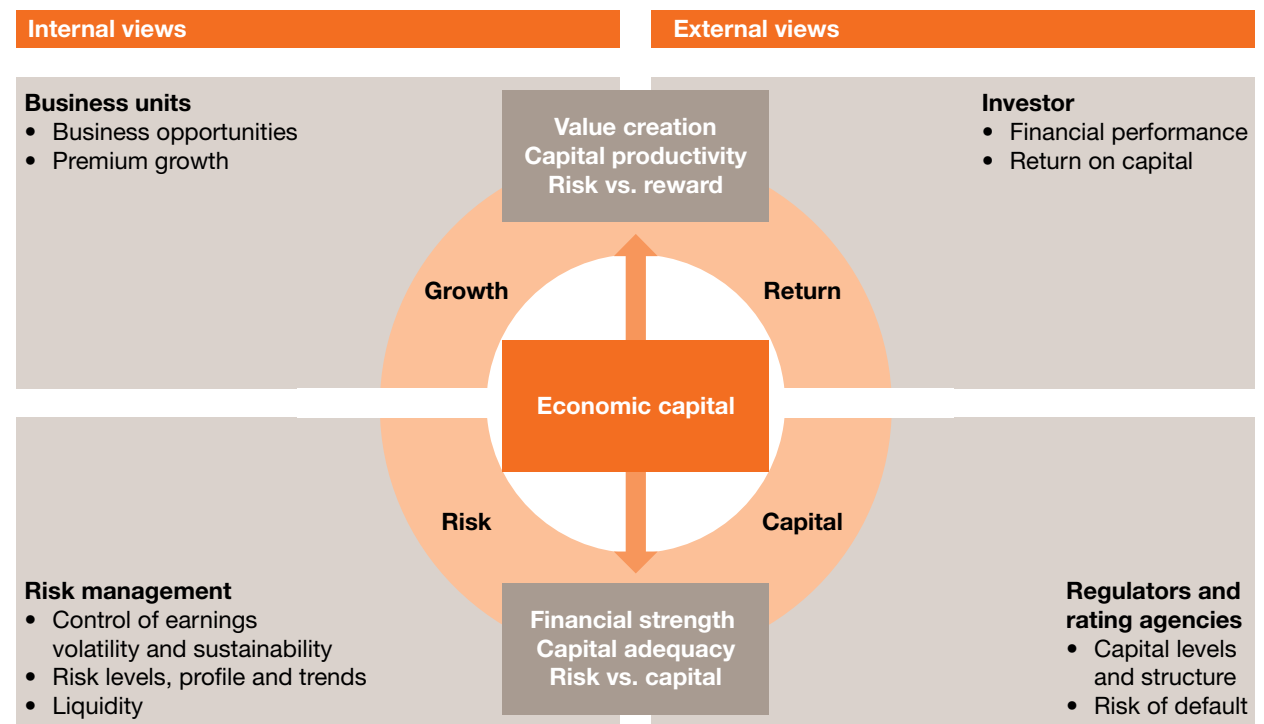 Internal views
External views
Business units
• Business opportunities
• Premium growth
Value creation
Capital productivity
Risk vs. reward
Investor
• Financial performance
• Return on capital
Growth
Return
Economic capital
Risk
Capital
Risk management
• Control of earnings
volatility and sustainability
• Risk levels, profile and trends
• Liquidity
Financial strength
Capital adequacy
Risk vs. capital
Regulators and
rating agencies
• Capital levels
and structure
• Risk of default